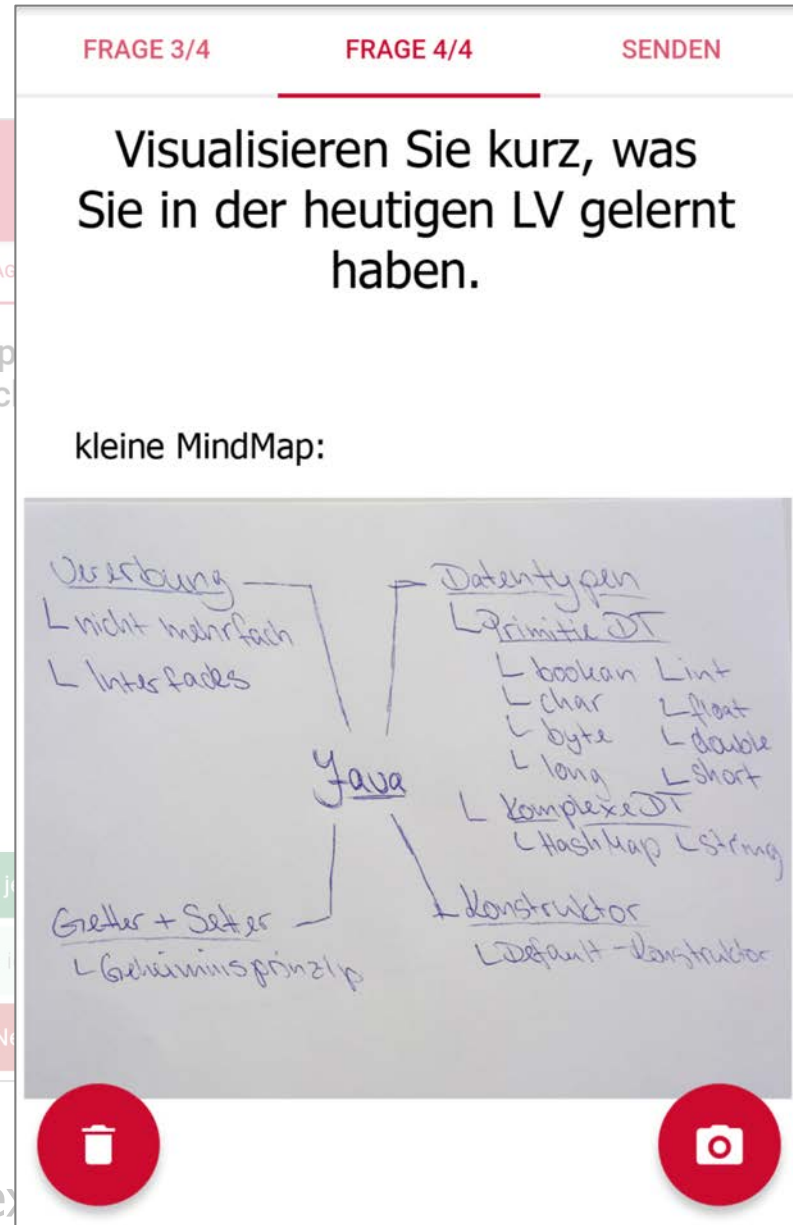 FRAGE 3/4 FRAGE 4/4 SENDEN
Visualisieren Sie kurz, was
Sie in der heutigen LV gelernt
haben.
kleine MindMap:
Vererbung
nicht mehrfach
Interfaces
Datentypen
Primitie DT
boolean int
char float
byte double
long short
Komplexe DT
HashMap String
Java
Getter + Setter
Geheimnisprinzip
Konstruktor
Default-Konstruktor